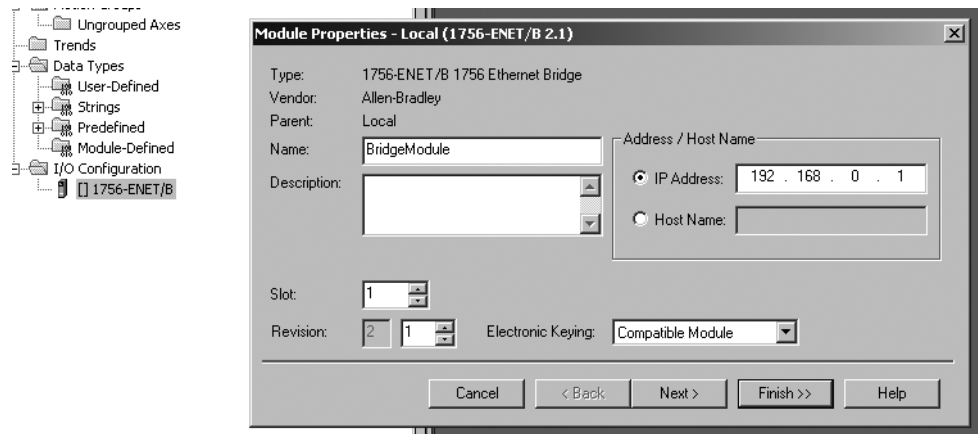 Ungrouped Axes
Trends
Data Types
User-Defined
Strings
Predefined
Module-Defined
I/O Configuration
[] 1756-ENET/B
Module Properties - Local (1756-ENET/B 2.1)
Type: 1756-ENET/B 1756 Ethernet Bridge
Vendor: Allen-Bradley
Parent: Local
Name: BridgeModule
Description:
Address / Host Name
IP Address: 192 . 168 . 0 . 1
Host Name:
Slot: 1
Revision: 2 1 Electronic Keying: Compatible Module
Cancel < Back Next > Finish >> Help